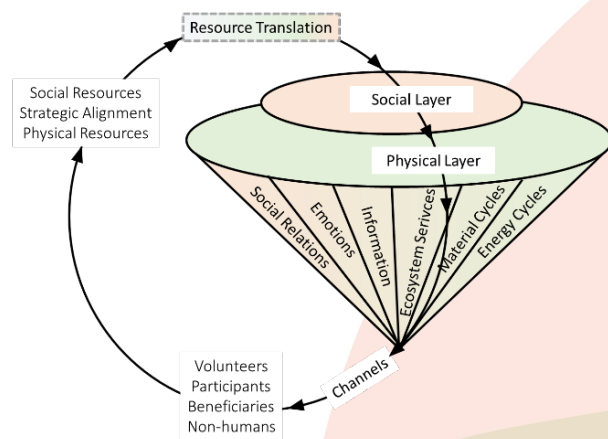 Resource Translation
Social Resources
Strategic Alignment
Physical Resources
Social Layer
Physical Layer
Social Relations
Emotions
Information
Ecosystem Serivces
Material Cycles
Energy Cycles
Channels
Volunteers
Participants
Beneficiaries
Non-humans